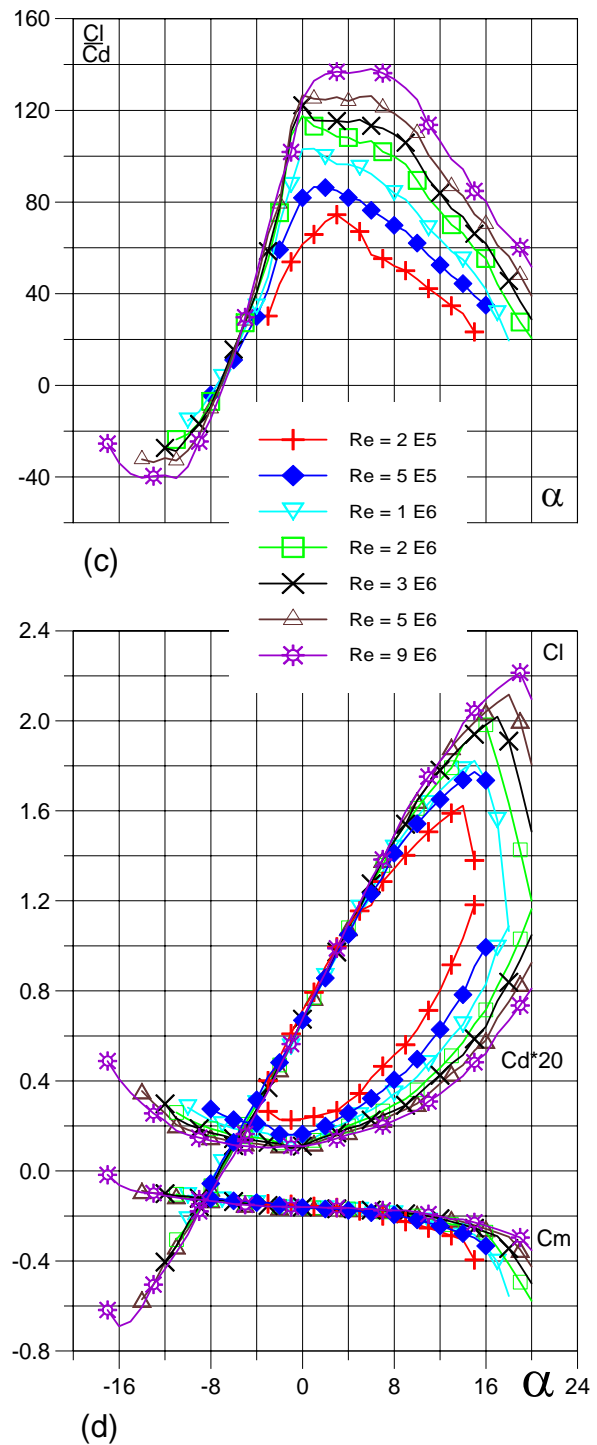 160
Cl
Cd
120
80
40
0
-40
α
(c)
Re = 2 E5
Re = 5 E5
Re = 1 E6
Re = 2 E6
Re = 3 E6
Re = 5 E6
Re = 9 E6
2.4
Cl
2.0
1.6
1.2
0.8
Cd*20
0.4
0.0
Cm
-0.4
-0.8
-16 -8 0 8 16 24
α
(d)